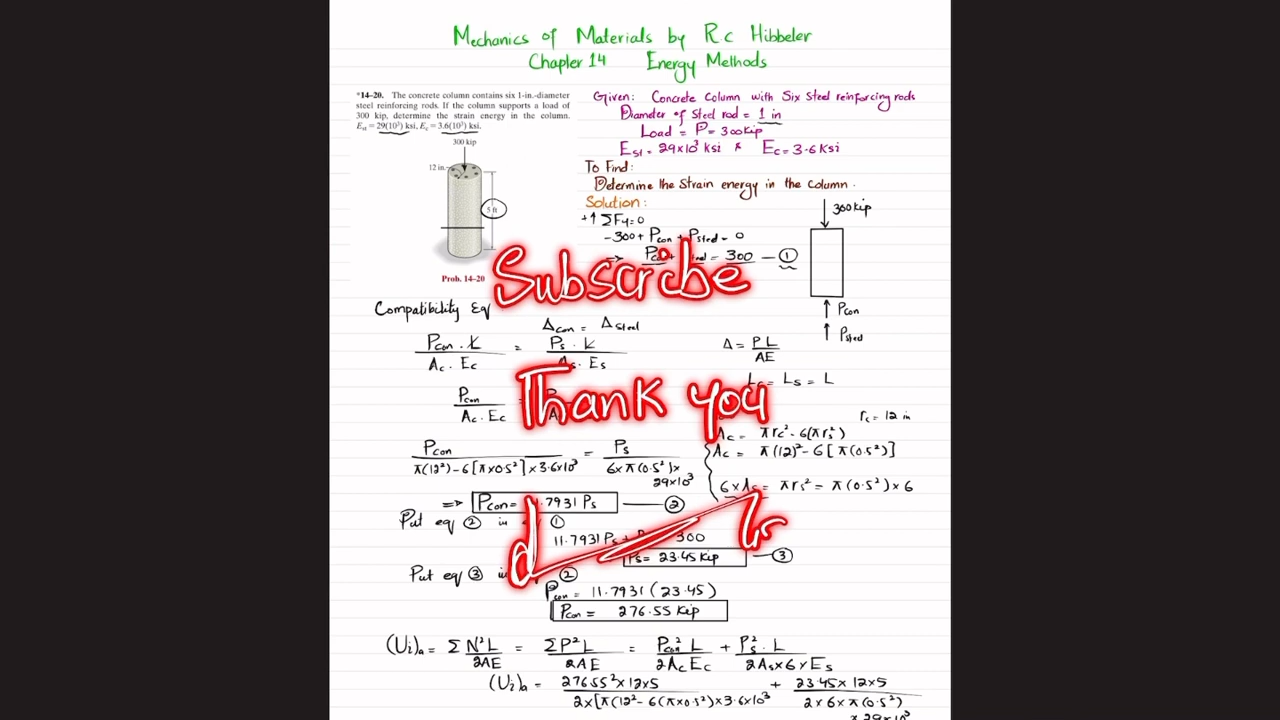 Mechanics of Materials by R.C Hibbeler
Chapter 14 Energy Methods
*14–20. The concrete column contains six 1-in.-diameter
steel reinforcing rods. If the column supports a load of
300 kip, determine the strain energy in the column.
Est = 29(10³) ksi, Ec = 3.6(10³) ksi.
300 kip
12 in.
5 ft
Prob. 14–20
Given: Concrete Column with Six Steel reinforcing rods
Diameter of Steel rod = 1 in
Load = P = 300kip
Est = 29×10³ ksi & Ec = 3.6 Ksi
To Find:
Determine the Strain energy in the Column.
Solution:
+↑ ΣFy=0
-300 + Pcon + Psteel = 0
=> = 300 — ①
300kip
Pcon
Psteel
Subscribe
Compatibility Eq
Δcon = Δsteel
Pcon . L / Ac . Ec = Ps . L / As . Es
Δ = PL / AE
Lc = Ls = L
Pcon / Ac . Ec
Thank you
rc = 12 in
Ac = πrc² - 6(πrs²)
Ac = π(12)² - 6[π(0.5²)]
6×As = πrs² = π(0.5²)×6
Pcon / π(12²)-6[π×0.5²]×3.6×10³ = Ps / 6×π(0.5²)× 29×10³
=> Pcon = 11.7931 Ps — ②
Put eq ② in ①
11.7931 Ps + 300
Ps = 23.45 Kip — ③
Put eq ③ in ②
Pcon = 11.7931 (23.45)
Pcon = 276.55 Kip
(Ui)a = ΣN²L / 2AE = ΣP²L / 2AE = Pcon² L / 2AcEc + Ps² . L / 2As×6×Es
(Ui)a = 276.55²×12×5 / 2×[π(12²-6(π×0.5²)×3.6×10³ + 23.45×12×5 / 2×6×π(0.5²) ×29×10³